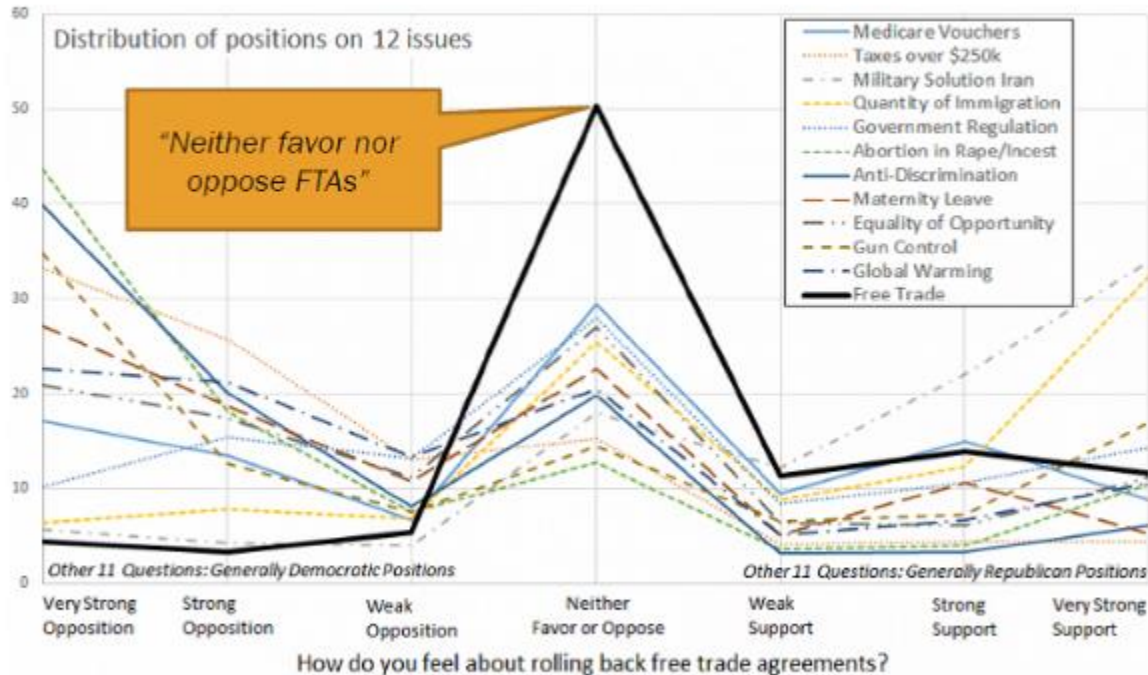 60
Distribution of positions on 12 issues
Medicare Vouchers
Taxes over $250k
Military Solution Iran
Quantity of Immigration
Government Regulation
Abortion in Rape/Incest
Anti-Discrimination
Maternity Leave
Equality of Opportunity
Gun Control
Global Warming
Free Trade
50
"Neither favor nor
oppose FTAs"
40
30
20
10
0
Other 11 Questions: Generally Democratic Positions
Other 11 Questions: Generally Republican Positions
Very Strong
Opposition
Strong
Opposition
Weak
Opposition
Neither
Favor or Oppose
Weak
Support
Strong
Support
Very Strong
Support
How do you feel about rolling back free trade agreements?